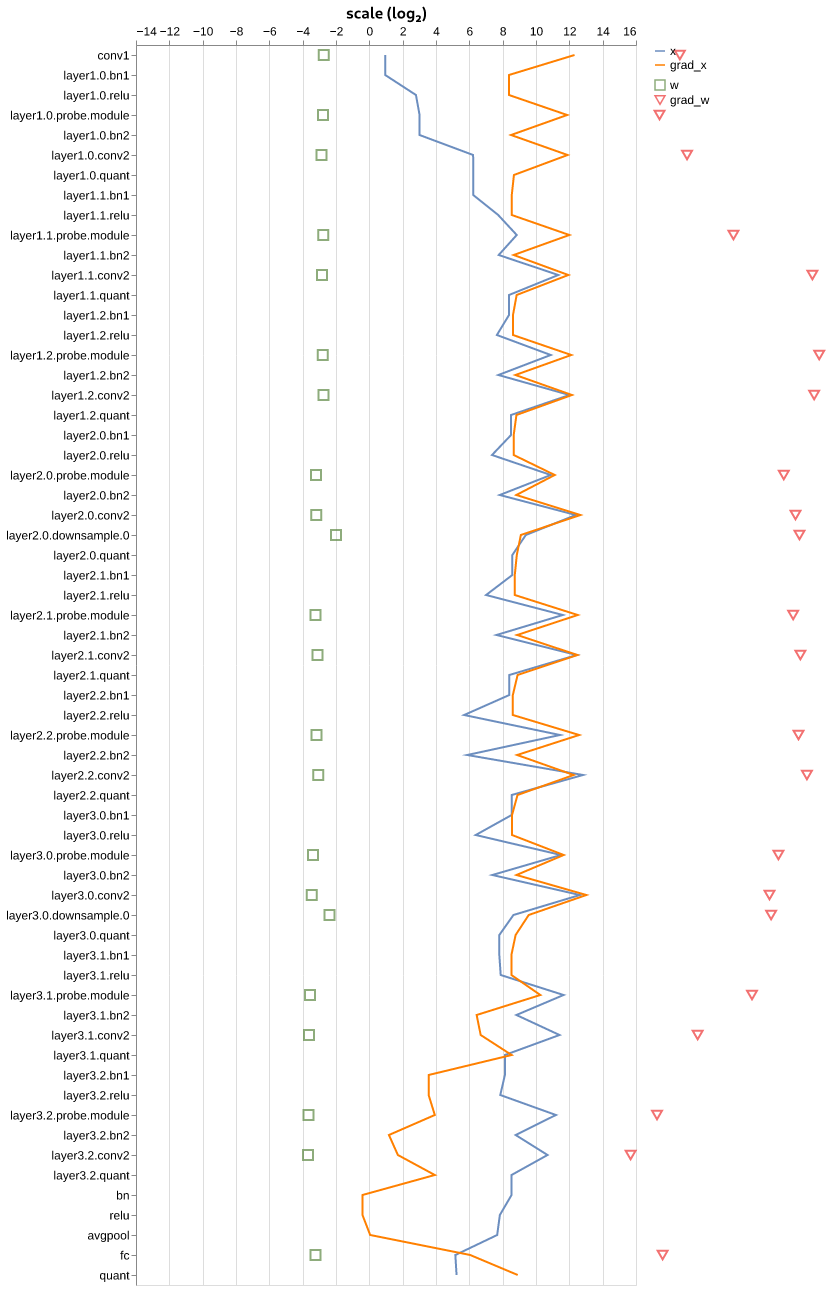 scale (log₂)
−14 −12 −10 −8 −6 −4 −2 0 2 4 6 8 10 12 14 16
x
grad_x
w
grad_w
conv1
layer1.0.bn1
layer1.0.relu
layer1.0.probe.module
layer1.0.bn2
layer1.0.conv2
layer1.0.quant
layer1.1.bn1
layer1.1.relu
layer1.1.probe.module
layer1.1.bn2
layer1.1.conv2
layer1.1.quant
layer1.2.bn1
layer1.2.relu
layer1.2.probe.module
layer1.2.bn2
layer1.2.conv2
layer1.2.quant
layer2.0.bn1
layer2.0.relu
layer2.0.probe.module
layer2.0.bn2
layer2.0.conv2
layer2.0.downsample.0
layer2.0.quant
layer2.1.bn1
layer2.1.relu
layer2.1.probe.module
layer2.1.bn2
layer2.1.conv2
layer2.1.quant
layer2.2.bn1
layer2.2.relu
layer2.2.probe.module
layer2.2.bn2
layer2.2.conv2
layer2.2.quant
layer3.0.bn1
layer3.0.relu
layer3.0.probe.module
layer3.0.bn2
layer3.0.conv2
layer3.0.downsample.0
layer3.0.quant
layer3.1.bn1
layer3.1.relu
layer3.1.probe.module
layer3.1.bn2
layer3.1.conv2
layer3.1.quant
layer3.2.bn1
layer3.2.relu
layer3.2.probe.module
layer3.2.bn2
layer3.2.conv2
layer3.2.quant
bn
relu
avgpool
fc
quant